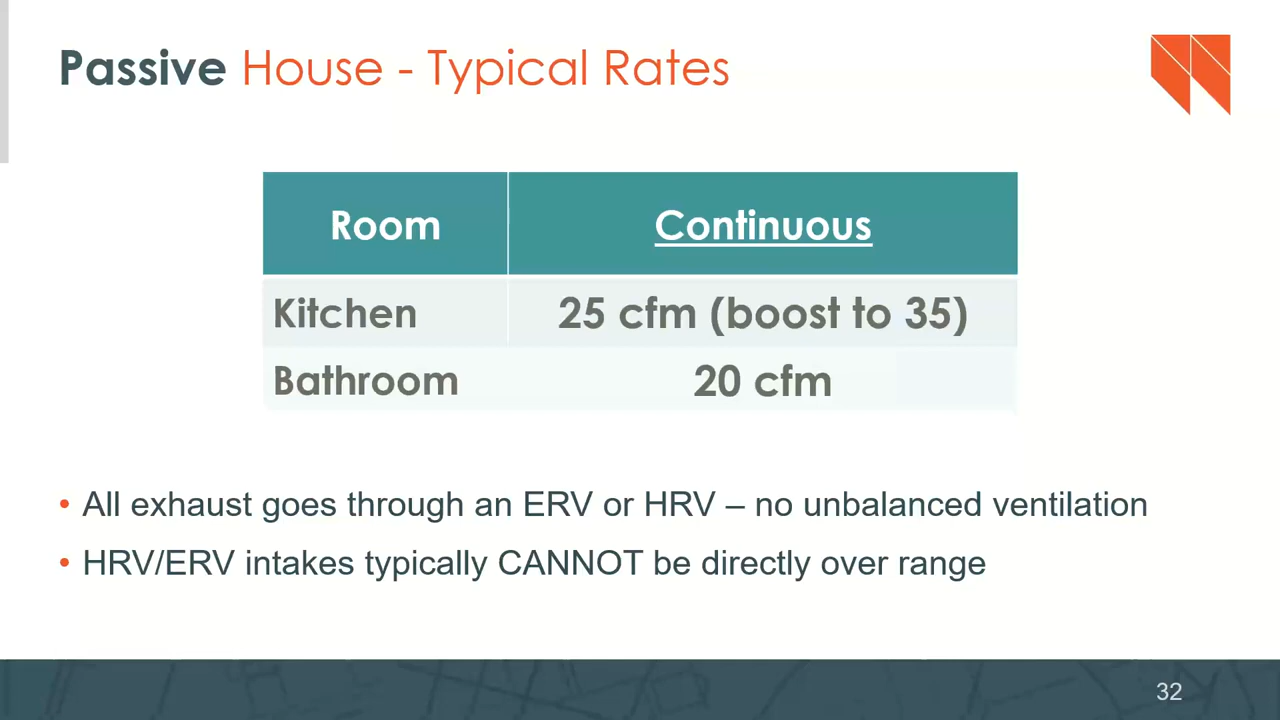 Passive House - Typical Rates
Room Continuous
Kitchen 25 cfm (boost to 35)
Bathroom 20 cfm
• All exhaust goes through an ERV or HRV – no unbalanced ventilation
• HRV/ERV intakes typically CANNOT be directly over range
32